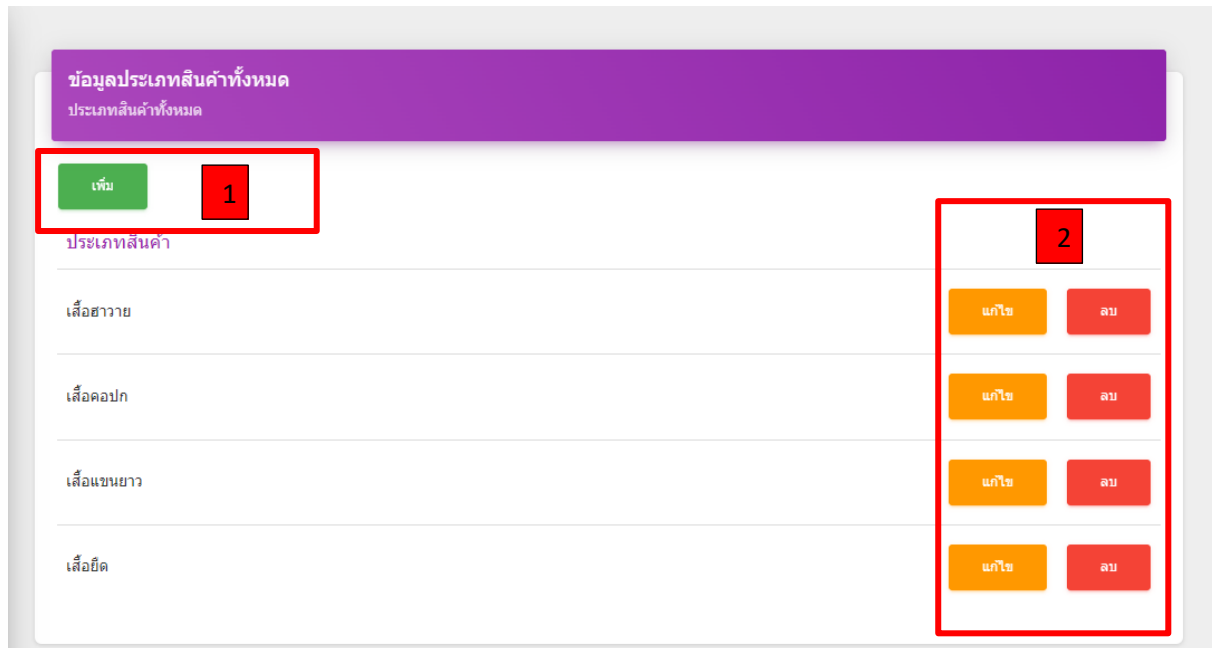 ข้อมูลประเภทสินค้าทั้งหมด
ประเภทสินค้าทั้งหมด
เพิ่ม
1
ประเภทสินค้า
2
เสื้อฮาวาย แก้ไข ลบ
เสื้อคอปก แก้ไข ลบ
เสื้อแขนยาว แก้ไข ลบ
เสื้อยืด แก้ไข ลบ